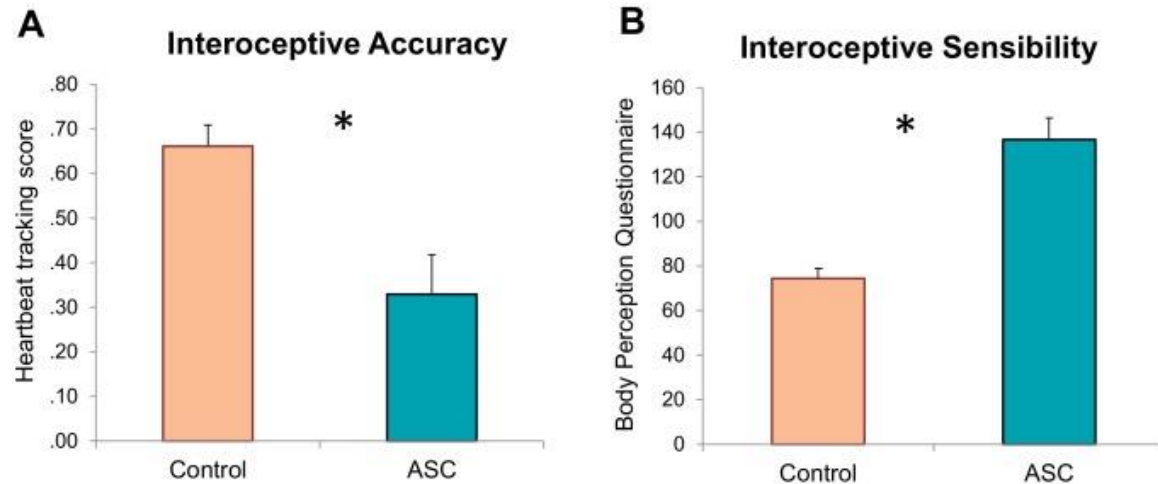 A
Interoceptive Accuracy
Heartbeat tracking score
.80
.70
.60
.50
.40
.30
.20
.10
.00
*
Control
ASC
B
Interoceptive Sensibility
Body Perception Questionnaire
160
140
120
100
80
60
40
20
0
*
Control
ASC